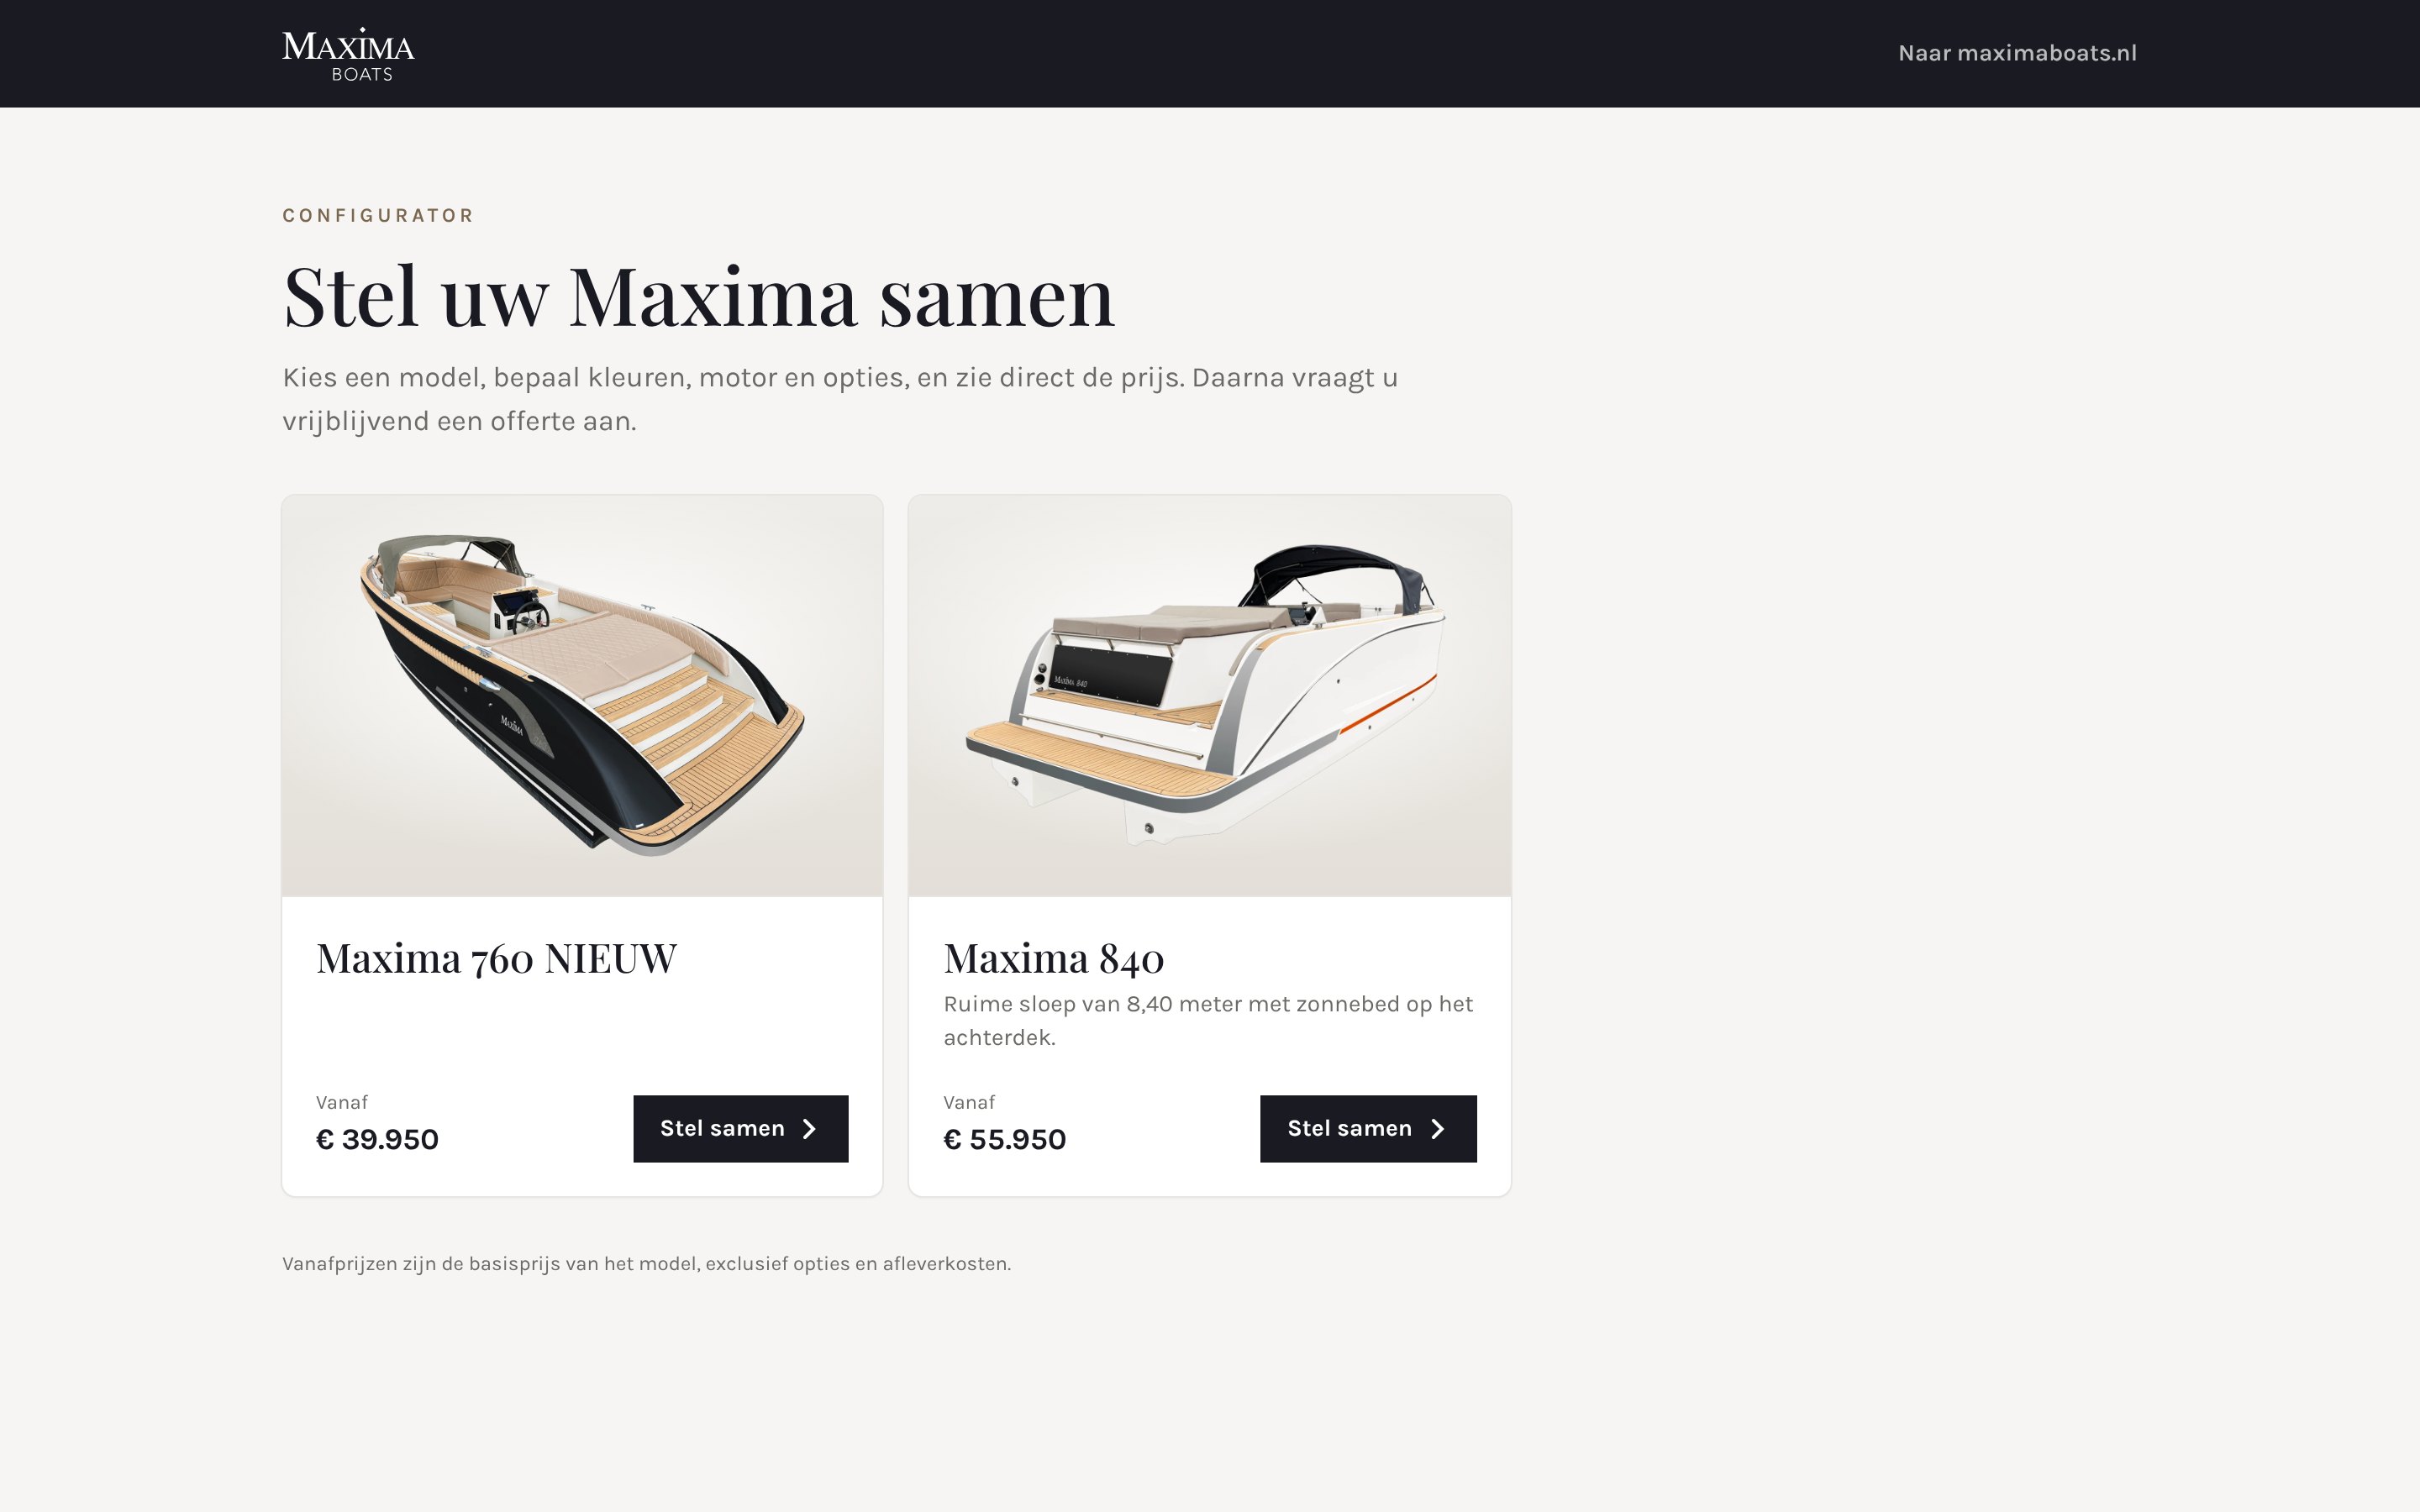 MAXIMA
BOATS
Naar maximaboats.nl
CONFIGURATOR
Stel uw Maxima samen
Kies een model, bepaal kleuren, motor en opties, en zie direct de prijs. Daarna vraagt u
vrijblijvend een offerte aan.
MAXIMA
MAXIMA 840
Maxima 760 NIEUW
Maxima 840
Ruime sloep van 8,40 meter met zonnebed op het
achterdek.
Vanaf
€ 39.950
Stel samen
Vanaf
€ 55.950
Stel samen
Vanafprijzen zijn de basisprijs van het model, exclusief opties en afleverkosten.